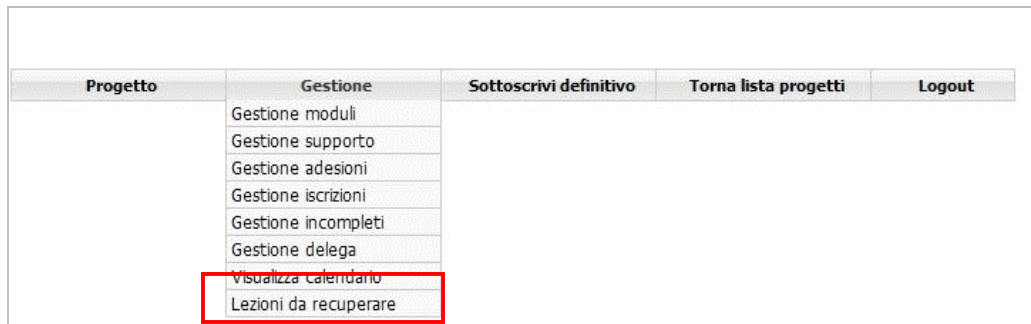 Progetto Gestione Sottoscrivi definitivo Torna lista progetti Logout
Gestione moduli
Gestione supporto
Gestione adesioni
Gestione iscrizioni
Gestione incompleti
Gestione delega
Visualizza calendario
Lezioni da recuperare